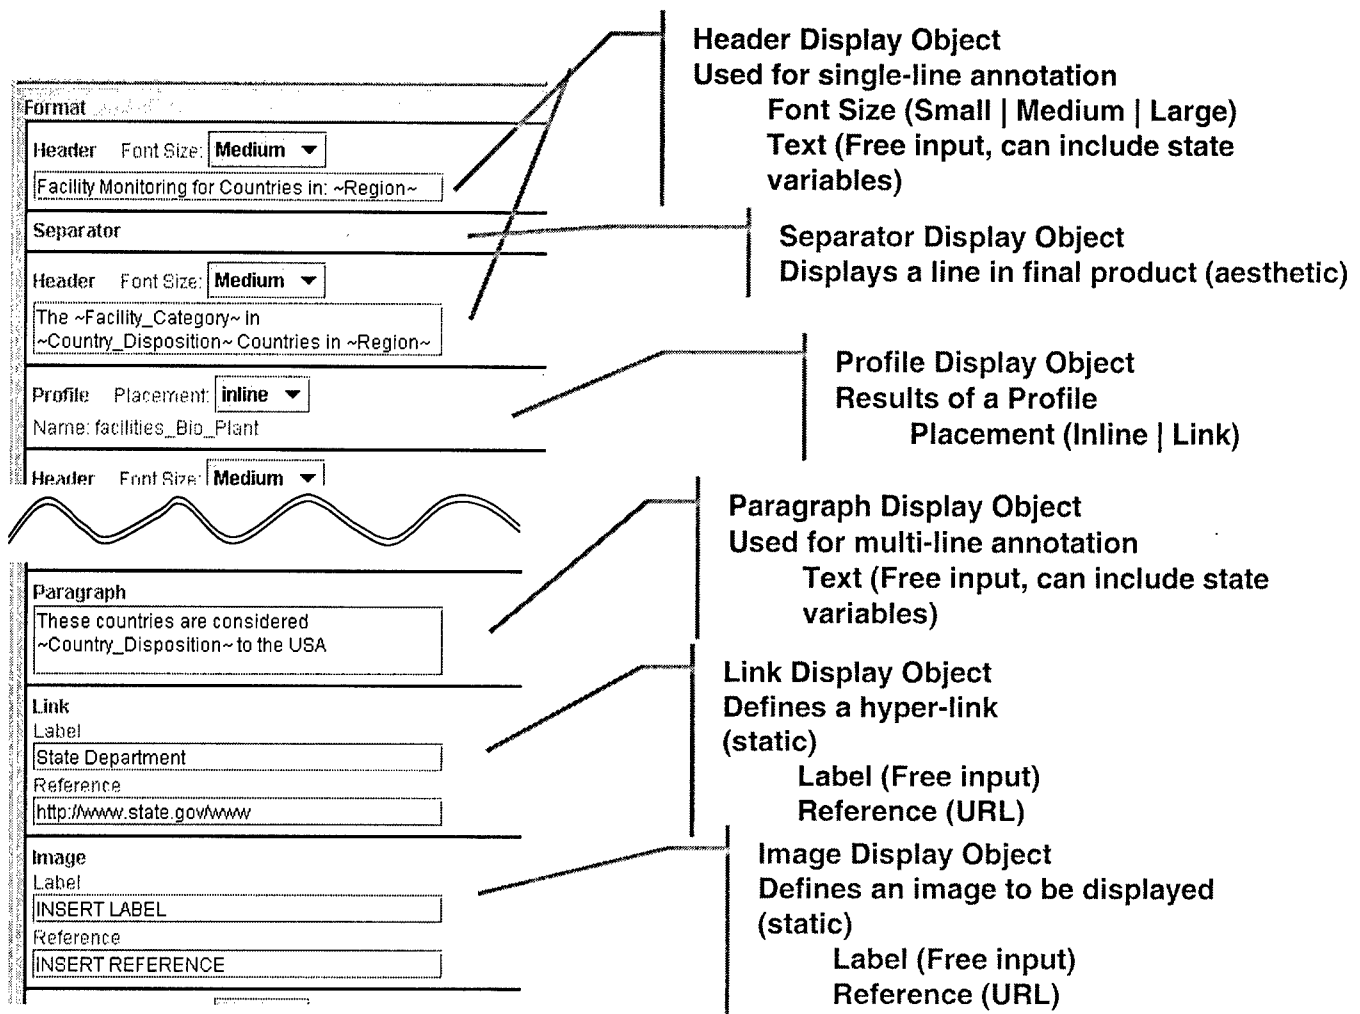 Format
Header Font Size: Medium
Facility Monitoring for Countries in: ~Region~
Separator
Header Font Size: Medium
The ~Facility_Category~ in
~Country_Disposition~ Countries in ~Region~
Profile Placement: inline
Name: facilities_Bio_Plant
Header Font Size: Medium
Paragraph
These countries are considered
~Country_Disposition~ to the USA
Link
Label
State Department
Reference
http://www.state.gov/www
Image
Label
INSERT LABEL
Reference
INSERT REFERENCE
Header Display Object
Used for single-line annotation
Font Size (Small | Medium | Large)
Text (Free input, can include state
variables)
Separator Display Object
Displays a line in final product (aesthetic)
Profile Display Object
Results of a Profile
Placement (Inline | Link)
Paragraph Display Object
Used for multi-line annotation
Text (Free input, can include state
variables)
Link Display Object
Defines a hyper-link
(static)
Label (Free input)
Reference (URL)
Image Display Object
Defines an image to be displayed
(static)
Label (Free input)
Reference (URL)